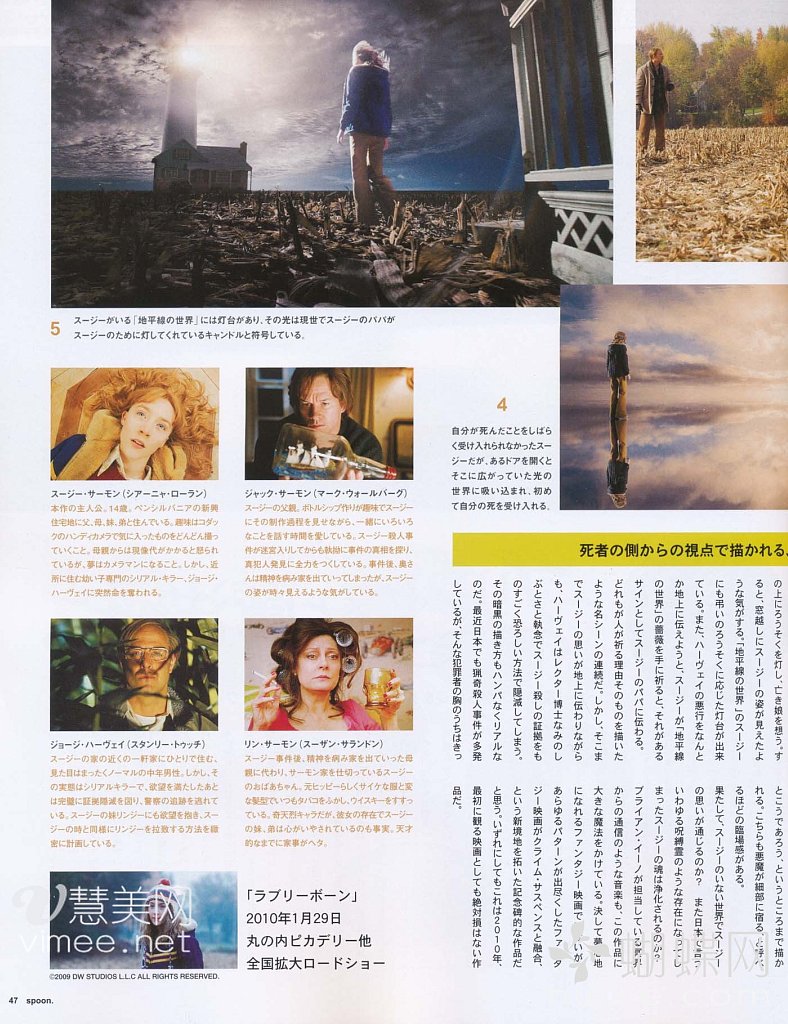 5
スージーがいる「地平線の世界」には灯台があり、その光は現世でスージーのパパが
スージーのために灯してくれているキャンドルと符号している。
4
自分が死んだことをしばら
く受け入れられなかったスー
ジーだが、あるドアを開くと
そこに広がっていた光の
世界に吸い込まれ、初め
て自分の死を受け入れる。
スージー・サーモン（シアーニャ・ローラン）
本作の主人公。14歳。ペンシルバニアの新興
住宅地に父、母、妹、弟と住んでいる。趣味はコダッ
クのハンディカメラで気に入ったものをどんどん撮っ
ていくこと。母親からは現像代がかかると怒られ
ているが、夢はカメラマンになること。しかし、近
所に住む幼い子専門のシリアル・キラー、ジョージ・
ハーヴェイに突然命を奪われる。
ジャック・サーモン（マーク・ウォールバーグ）
スージーの父親。ボトルシップ作りが趣味でスージー
にその制作過程を見せながら、一緒にいろいろ
なことを話す時間を愛している。スージー殺人事
件が迷宮入りしてからも執拗に事件の真相を探り、
真犯人発見に全力をつくしている。事件後、奥さ
んは精神を病み家を出ていってしまったが、スージー
の姿が時々見えるような気がしている。
ジョージ・ハーヴェイ（スタンリー・トゥッチ）
スージーの家の近くの一軒家にひとりで住む、
見た目はまったくノーマルの中年男性。しかし、そ
の実態はシリアルキラーで、欲望を満たしたあと
は完璧に証拠隠滅を図り、警察の追跡を逃れて
いる。スージーの妹リンジーにも欲望を抱き、スー
ジーの時と同様にリンジーを拉致する方法を緻
密に計画している。
リン・サーモン（スーザン・サランドン）
スージー事件後、精神を病み家を出ていった母
親に代わり、サーモン家を仕切っているスージー
のおばあちゃん。元ヒッピーらしくサイケな服と変
な髪型でいつもタバコをふかし、ウイスキーをすすっ
ている。奇天烈キャラだが、彼女の存在でスージー
の妹、弟は心がいやされているのも事実。天才
的なまでに家事がヘタ。
死者の側からの視点で描かれる、
の上にろうそくを灯し、亡き娘を想う。す
ると、窓越しにスージーの姿が見えたよ
うな気がする。「地平線の世界」のスージー
にも弔いのろうそくに応じた灯台が出来
ている。また、ハーヴェイの悪行をなんと
か地上に伝えようと、スージーが「地平線
の世界」の薔薇を手に祈ると、それがある
サインとしてスージーのパパに伝わる。
どれもが人が祈る理由そのものを描いた
ような名シーンの連続だ。しかし、そこま
でスージーの思いが地上に伝わりながら
も、ハーヴェイはレクター博士なみのし
ぶとさと執念でスージー殺しの証拠をも
のすごく恐ろしい方法で隠滅してしまう。
その暗黒の描き方もハンパなくリアルな
のだ。最近日本でも猟奇殺人事件が多発
しているが、そんな犯罪者の胸のうちはきっ
とこうであろう、というところまで描か
れる。こちらも悪魔が細部に宿る、と呼べ
るほどの臨場感がある。
果たして、スージーのいない世界でスージー
の思いが通じるのか？ また日本で言う
いわゆる呪縛霊のような存在になってし
まったスージーの魂は浄化されるのか？
ブライアン・イーノが担当している異界
からの通信のような音楽も、この作品に
大きな魔法をかけている。決して夢心地
になれるファンタジー映画で
あらゆるパターンが出尽くしたファンタ
ジー映画がクライム・サスペンスと融合、
という新境地を拓いた記念碑的な作品だ
と思う。いずれにしてもこれは２０１０年、
最初に観る映画としても絶対損はない作
品だ。
「ラブリーボーン」
2010年1月29日
丸の内ピカデリー他
全国拡大ロードショー
©2009 DW STUDIOS L.L.C ALL RIGHTS RESERVED.
慧美网
vmee.net
蝴蝶网
47 spoon.